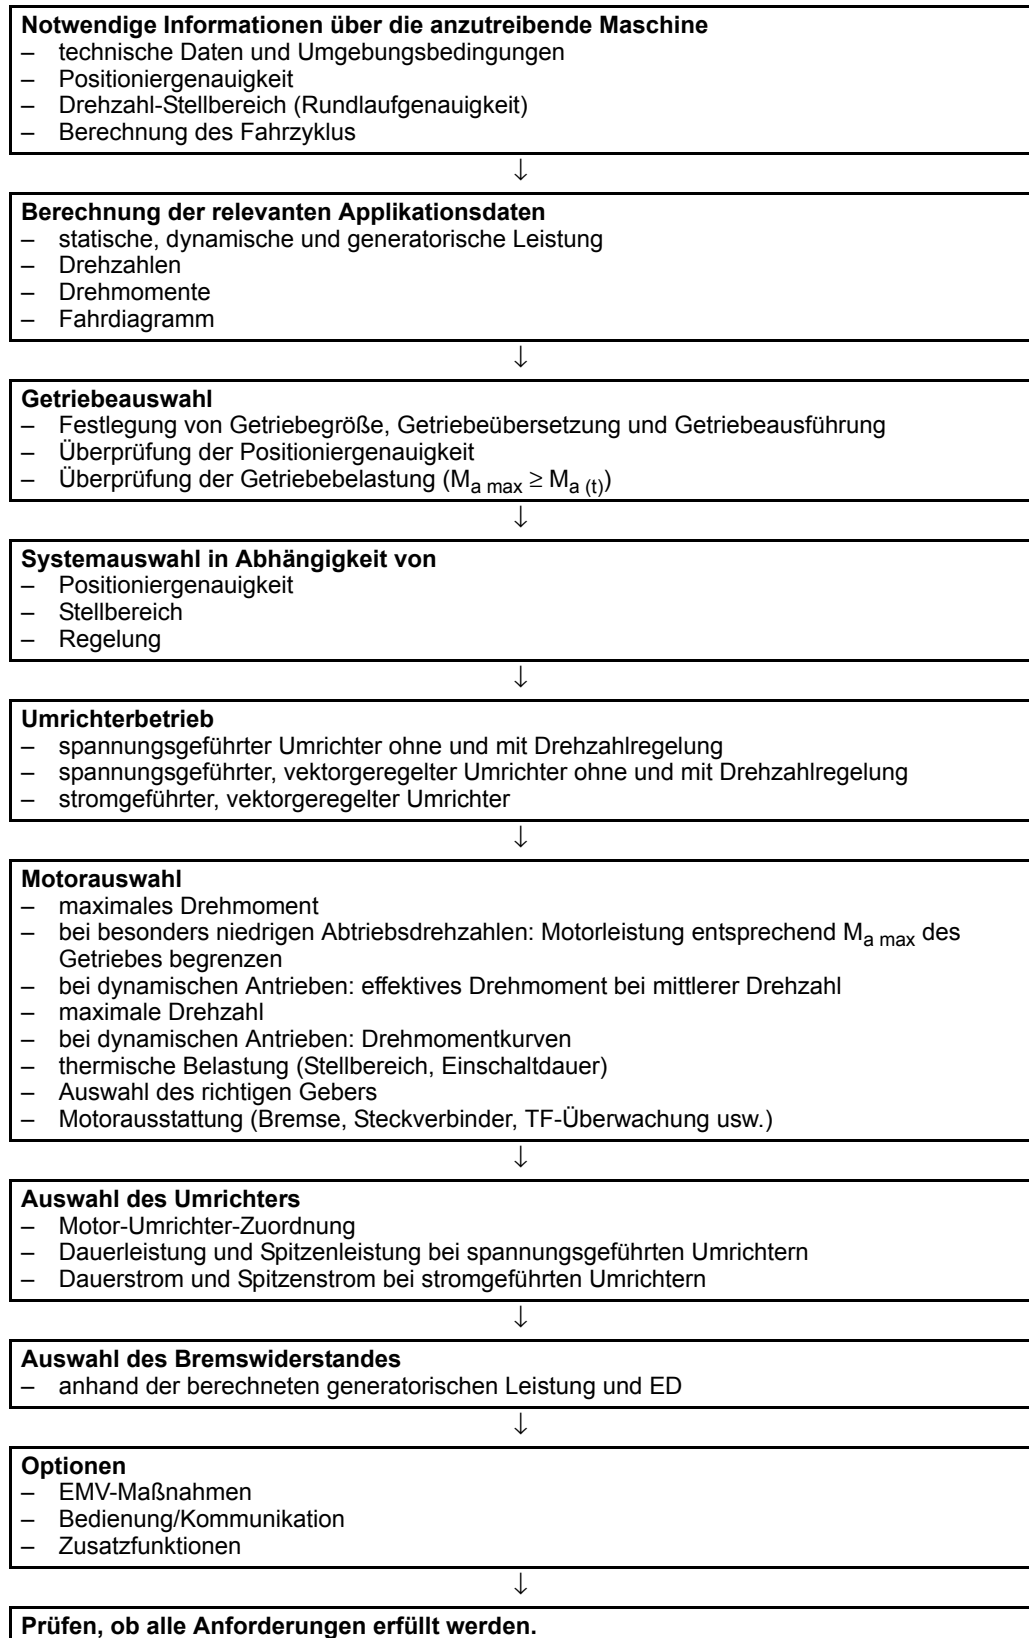 Notwendige Informationen über die anzutreibende Maschine
– technische Daten und Umgebungsbedingungen
– Positioniergenauigkeit
– Drehzahl-Stellbereich (Rundlaufgenauigkeit)
– Berechnung des Fahrzyklus
↓
Berechnung der relevanten Applikationsdaten
– statische, dynamische und generatorische Leistung
– Drehzahlen
– Drehmomente
– Fahrdiagramm
↓
Getriebeauswahl
– Festlegung von Getriebegröße, Getriebeübersetzung und Getriebeausführung
– Überprüfung der Positioniergenauigkeit
– Überprüfung der Getriebebelastung (Ma max ≥ Ma (t))
↓
Systemauswahl in Abhängigkeit von
– Positioniergenauigkeit
– Stellbereich
– Regelung
↓
Umrichterbetrieb
– spannungsgeführter Umrichter ohne und mit Drehzahlregelung
– spannungsgeführter, vektorgeregelter Umrichter ohne und mit Drehzahlregelung
– stromgeführter, vektorgeregelter Umrichter
↓
Motorauswahl
– maximales Drehmoment
– bei besonders niedrigen Abtriebsdrehzahlen: Motorleistung entsprechend Ma max des
Getriebes begrenzen
– bei dynamischen Antrieben: effektives Drehmoment bei mittlerer Drehzahl
– maximale Drehzahl
– bei dynamischen Antrieben: Drehmomentkurven
– thermische Belastung (Stellbereich, Einschaltdauer)
– Auswahl des richtigen Gebers
– Motorausstattung (Bremse, Steckverbinder, TF-Überwachung usw.)
↓
Auswahl des Umrichters
– Motor-Umrichter-Zuordnung
– Dauerleistung und Spitzenleistung bei spannungsgeführten Umrichtern
– Dauerstrom und Spitzenstrom bei stromgeführten Umrichtern
↓
Auswahl des Bremswiderstandes
– anhand der berechneten generatorischen Leistung und ED
↓
Optionen
– EMV-Maßnahmen
– Bedienung/Kommunikation
– Zusatzfunktionen
↓
Prüfen, ob alle Anforderungen erfüllt werden.